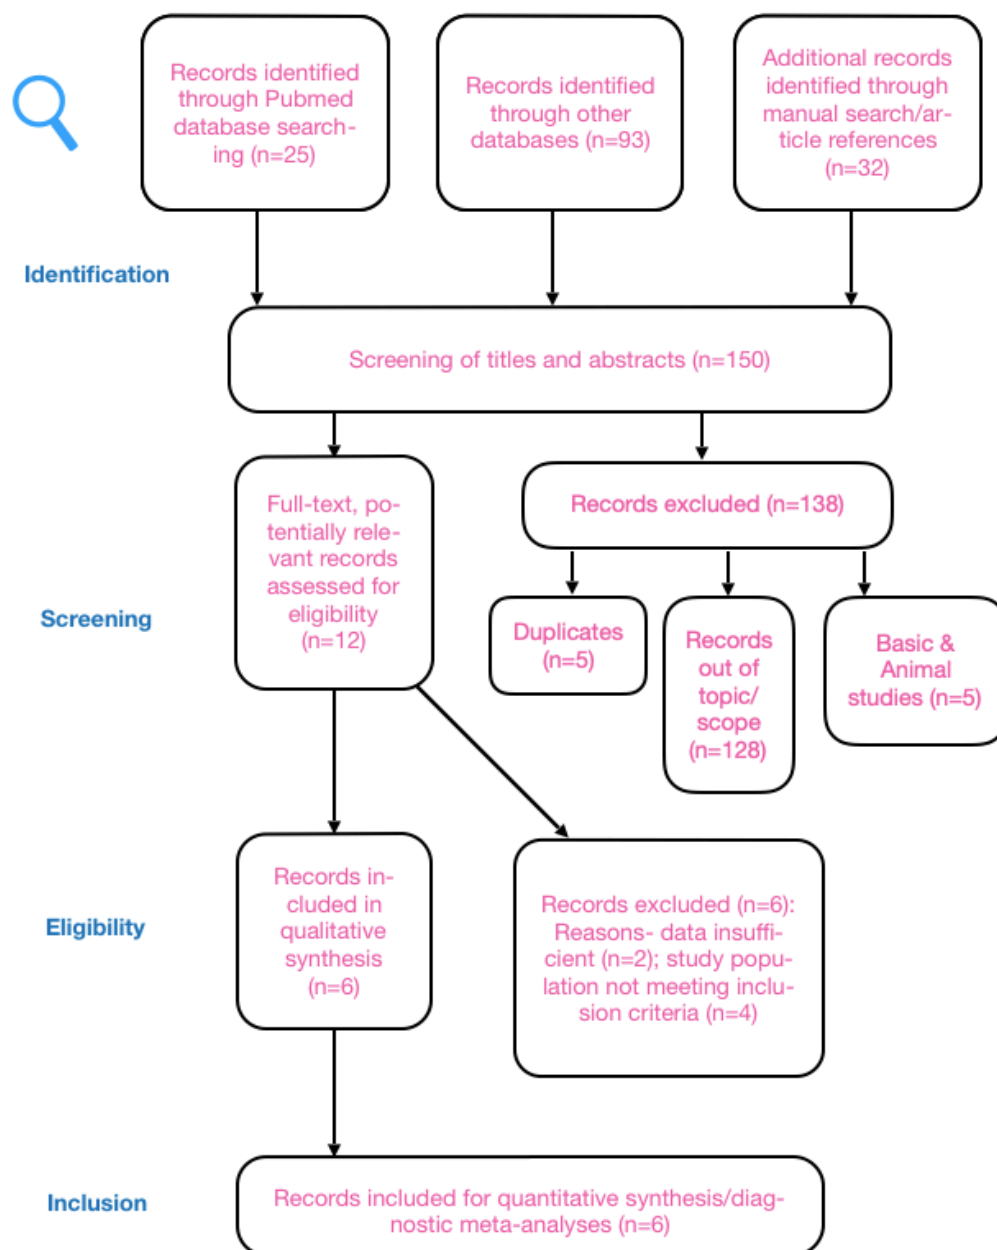 Records identified
through Pubmed
database search-
ing (n=25)
Records identified
through other
databases (n=93)
Additional records
identified through
manual search/ar-
ticle references
(n=32)
Identification
Screening of titles and abstracts (n=150)
Full-text, po-
tentially rele-
vant records
assessed for
eligibility
(n=12)
Records excluded (n=138)
Screening
Duplicates
(n=5)
Records
out of
topic/
scope
(n=128)
Basic &
Animal
studies (n=5)
Eligibility
Records in-
cluded in
qualitative
synthesis
(n=6)
Records excluded (n=6):
Reasons- data insuffi-
cient (n=2); study popu-
lation not meeting inclu-
sion criteria (n=4)
Inclusion
Records included for quantitative synthesis/diag-
nostic meta-analyses (n=6)